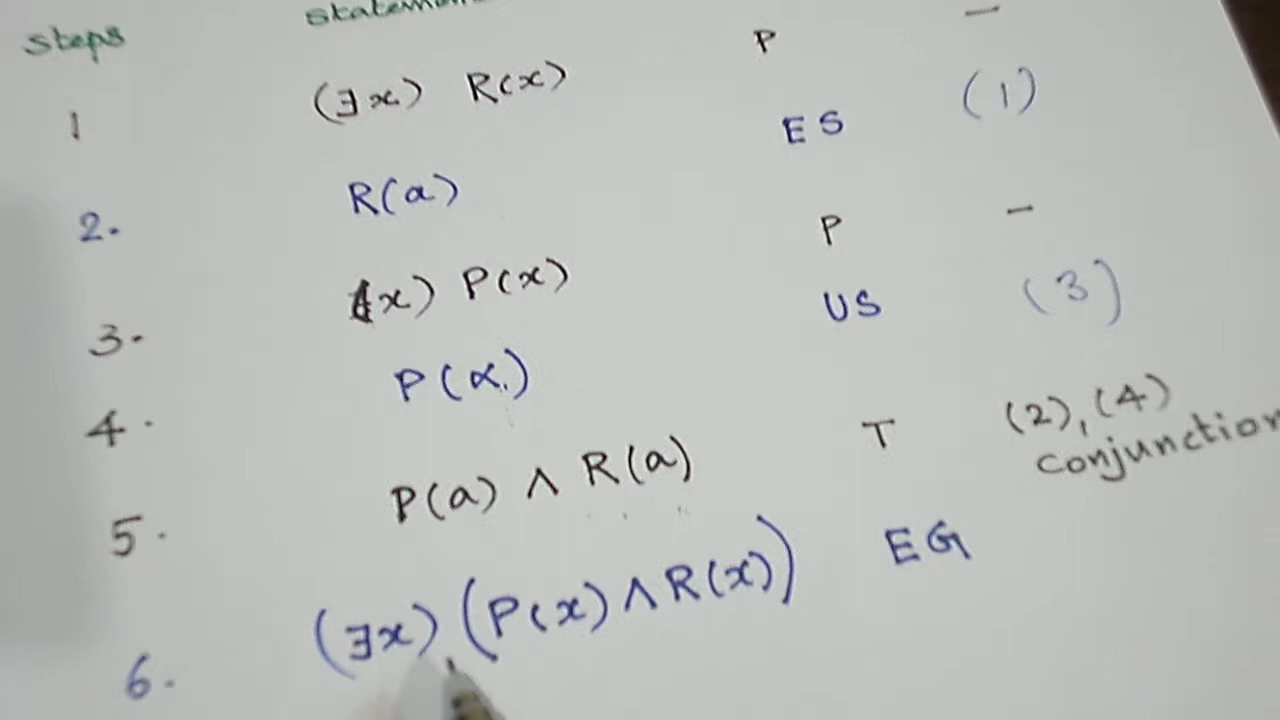 steps
1 (∃x) R(x) P –
2. R(a) ES (1)
3. (x) P(x) P –
4. P(a) US (3)
5. P(a) ∧ R(a) T (2), (4)
conjunction
6. (∃x) (P(x) ∧ R(x)) EG